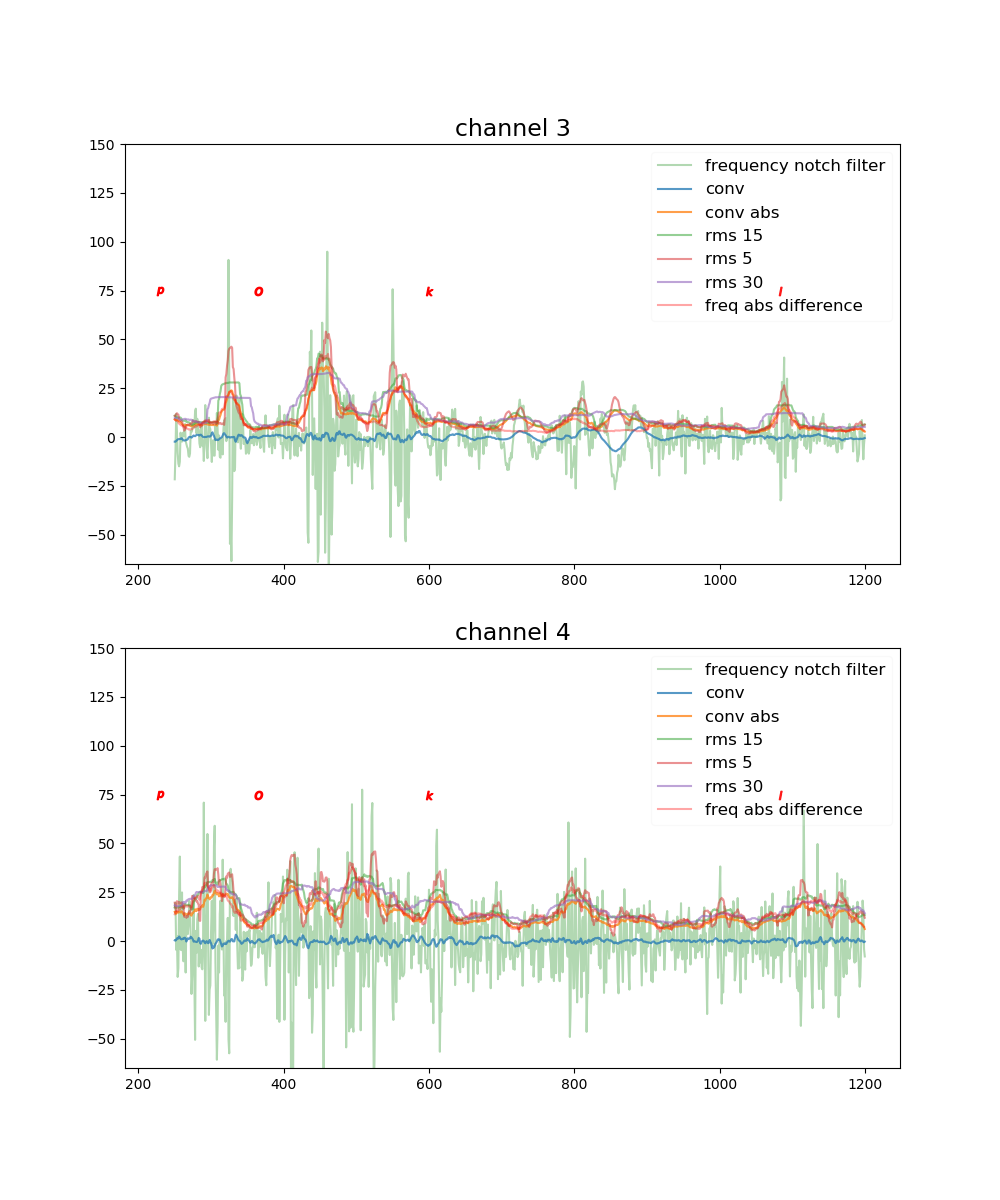 channel 3
150
125
100
75
50
25
0
−25
−50
frequency notch filter
conv
conv abs
rms 15
rms 5
rms 30
freq abs difference
p o k l
200 400 600 800 1000 1200
channel 4
150
125
100
75
50
25
0
−25
−50
frequency notch filter
conv
conv abs
rms 15
rms 5
rms 30
freq abs difference
p o k l
200 400 600 800 1000 1200